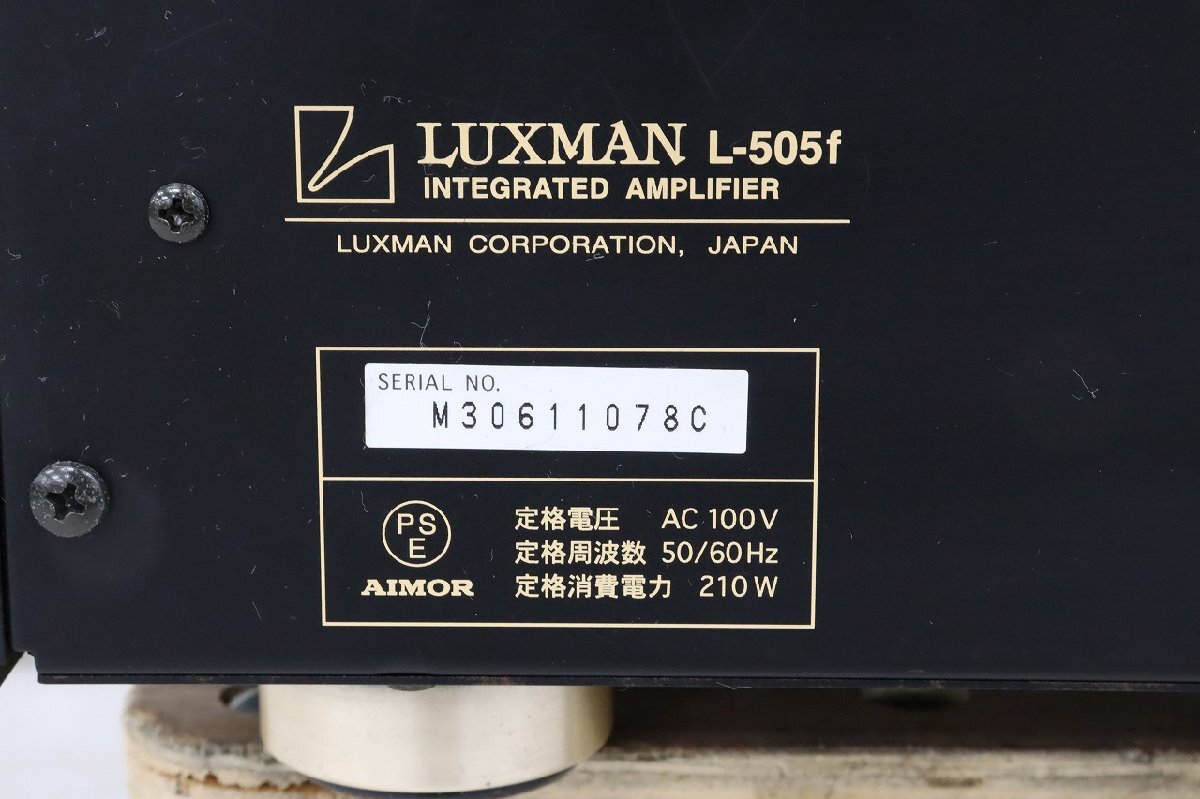 LUXMAN L-505f
INTEGRATED AMPLIFIER
LUXMAN CORPORATION, JAPAN
SERIAL NO.
M30611078C
PS
E
AIMOR
定格電圧 AC 100V
定格周波数 50/60Hz
定格消費電力 210W